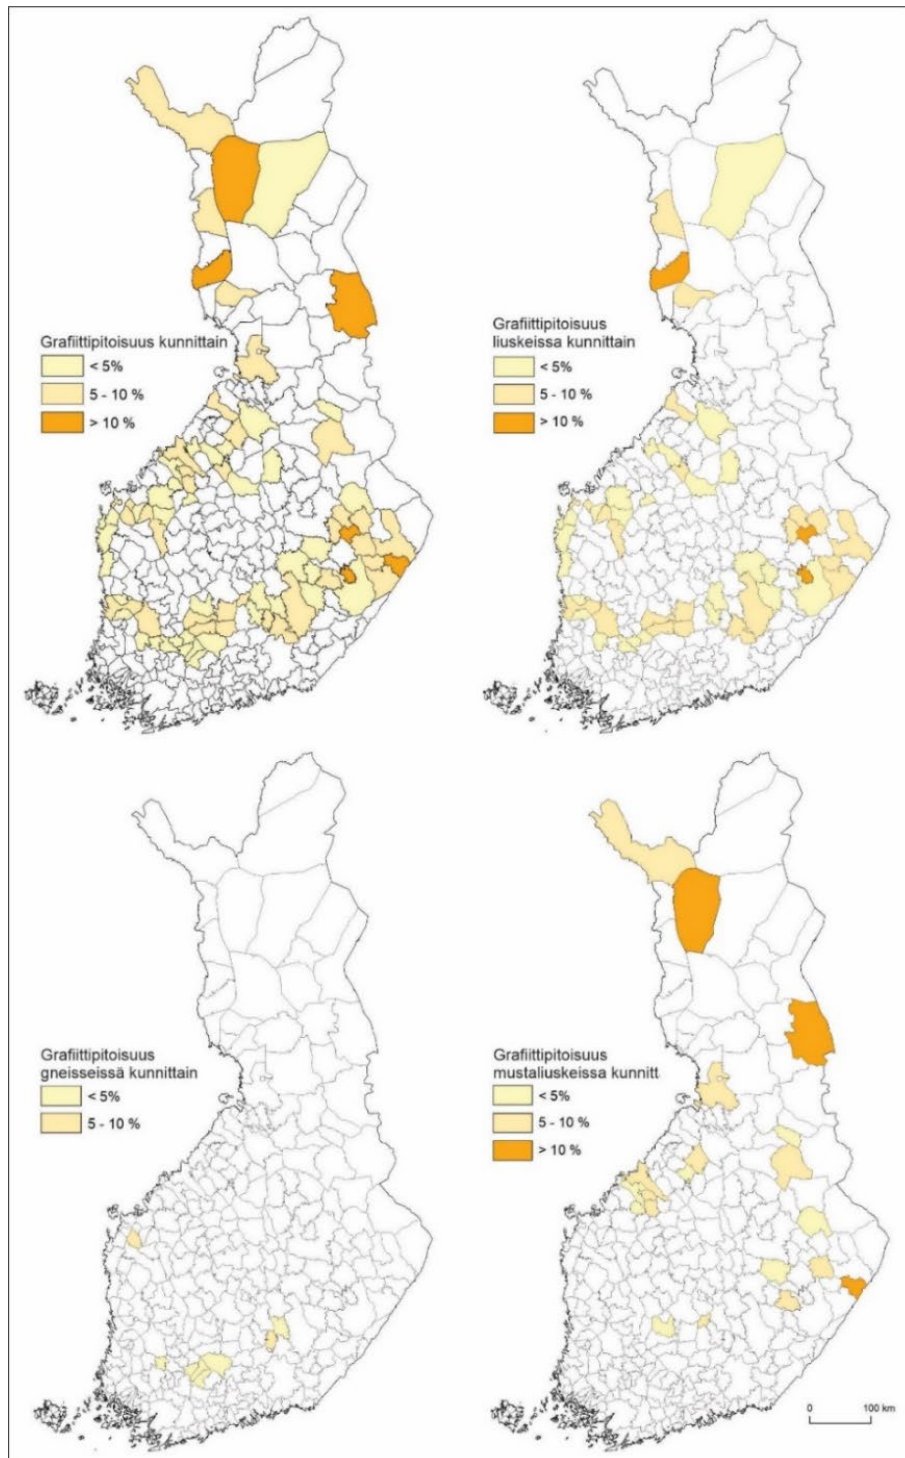 Grafiittipitoisuus kunnittain
< 5%
5 - 10 %
> 10 %
Grafiittipitoisuus
liuskeissa kunnittain
< 5%
5 - 10 %
> 10 %
Grafiittipitoisuus
gneisseissä kunnittain
< 5%
5 - 10 %
Grafiittipitoisuus
mustaliuskeissa kunnitt
< 5%
5 - 10 %
> 10 %
0 100 km